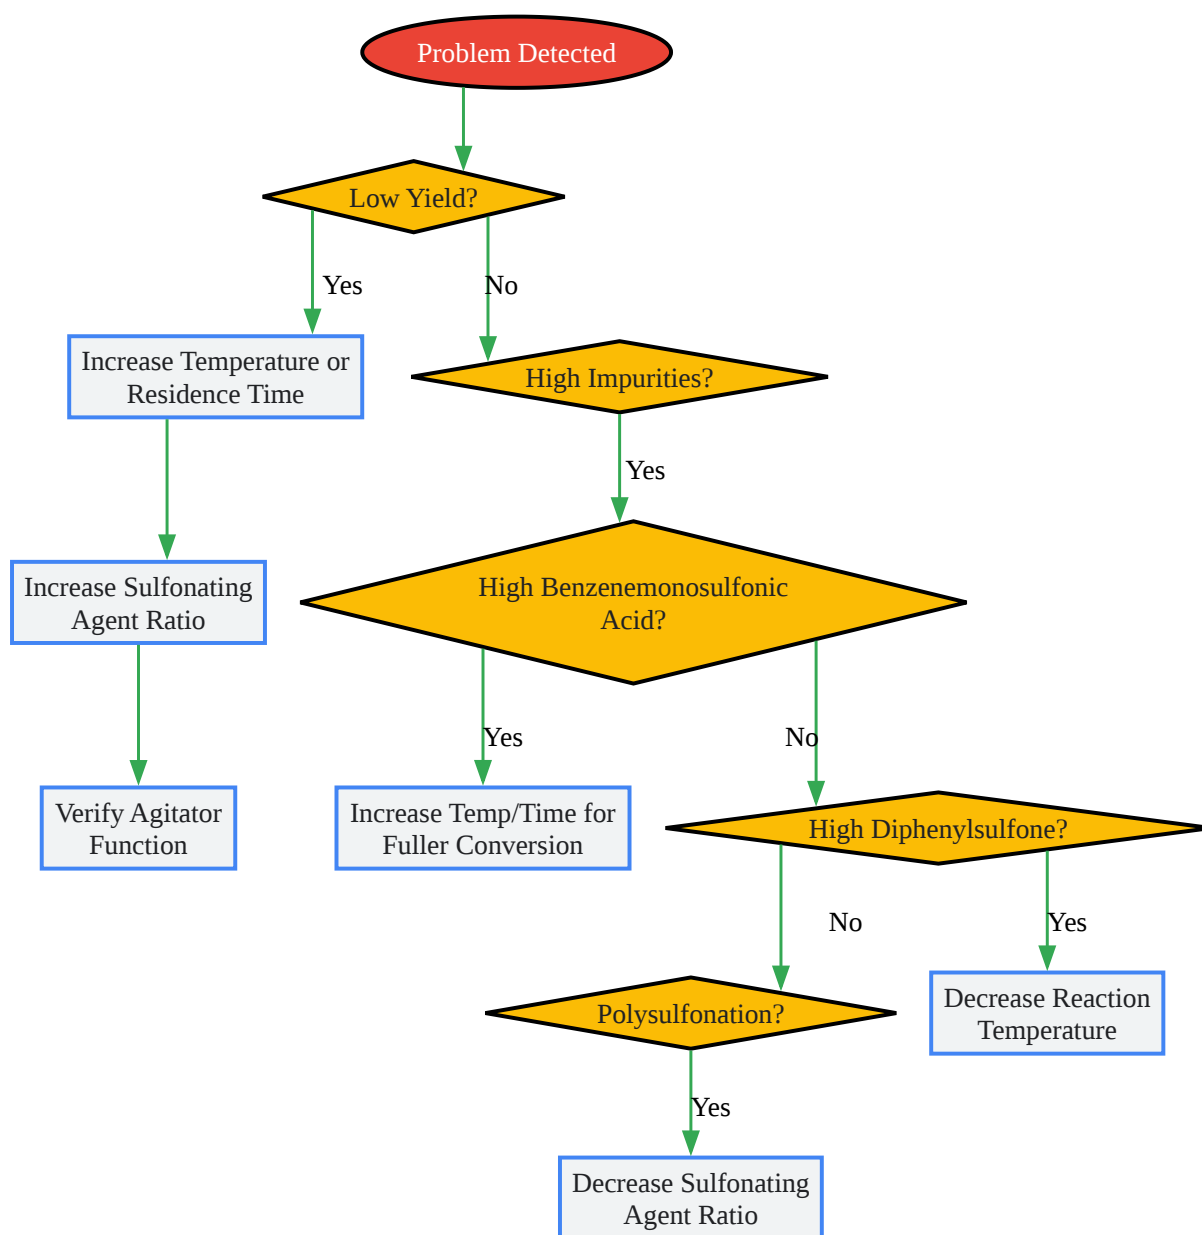 Problem Detected
Low Yield?
Yes
No
Increase Temperature or
Residence Time
High Impurities?
Yes
Increase Sulfonating
Agent Ratio
High Benzenemonosulfonic
Acid?
Yes
No
Verify Agitator
Function
Increase Temp/Time for
Fuller Conversion
High Diphenylsulfone?
No
Yes
Polysulfonation?
Decrease Reaction
Temperature
Yes
Decrease Sulfonating
Agent Ratio